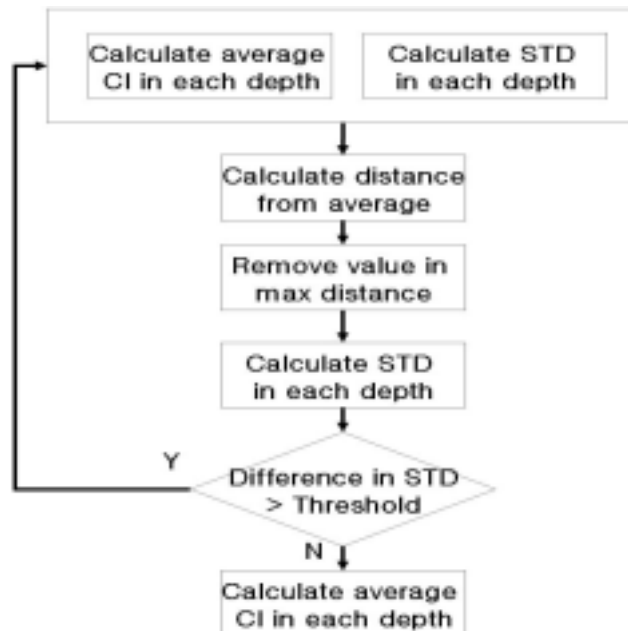 Calculate average
CI in each depth
Calculate STD
in each depth
Calculate distance
from average
Remove value in
max distance
Calculate STD
in each depth
Y
Difference in STD
> Threshold
N
Calculate average
CI in each depth